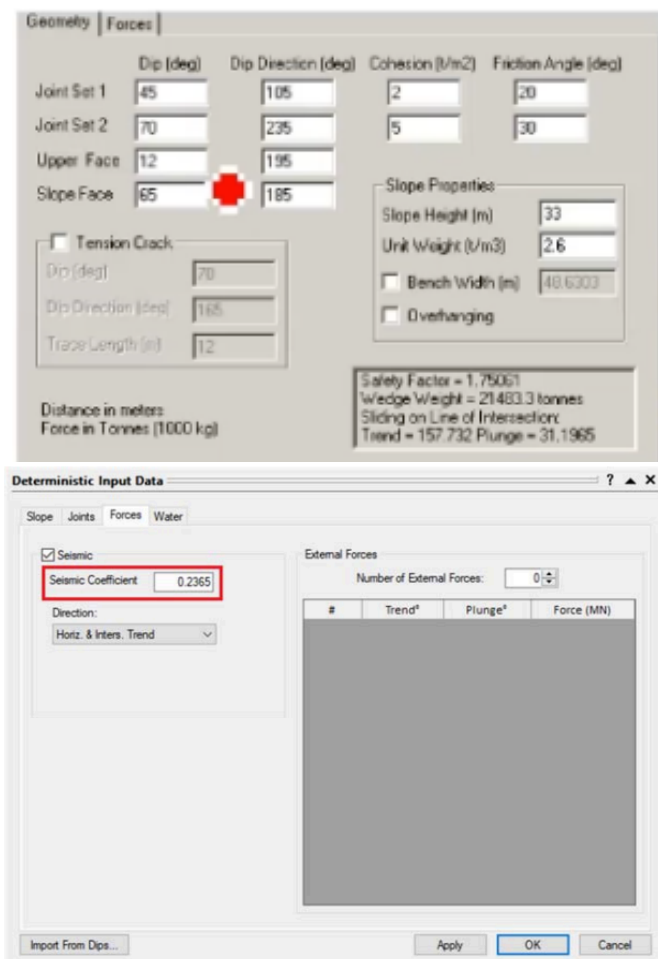 Geometry Forces
Dip (deg) Dip Direction (deg) Cohesion (t/m2) Friction Angle (deg)
Joint Set 1 45 105 2 20
Joint Set 2 70 235 5 30
Upper Face 12 195
Slope Face 65 185
Slope Properties
Slope Height (m) 33
Unit Weight (t/m3) 2.6
Bench Width (m) 48.6303
Overhanging
Tension Crack
Dip (deg) 70
Dip Direction (deg) 165
Trace Length (m) 12
Distance in meters
Force in Tonnes (1000 kg)
Safety Factor = 1.75061
Wedge Weight = 21483.3 tonnes
Sliding on Line of Intersection:
Trend = 157.732 Plunge = 31.1965
Deterministic Input Data ?
Slope Joints Forces Water
Seismic
Seismic Coefficient 0.2365
Direction:
Horiz. & Inters. Trend
External Forces
Number of External Forces: 0
# Trend° Plunge° Force (MN)
Import From Dips... Apply OK Cancel